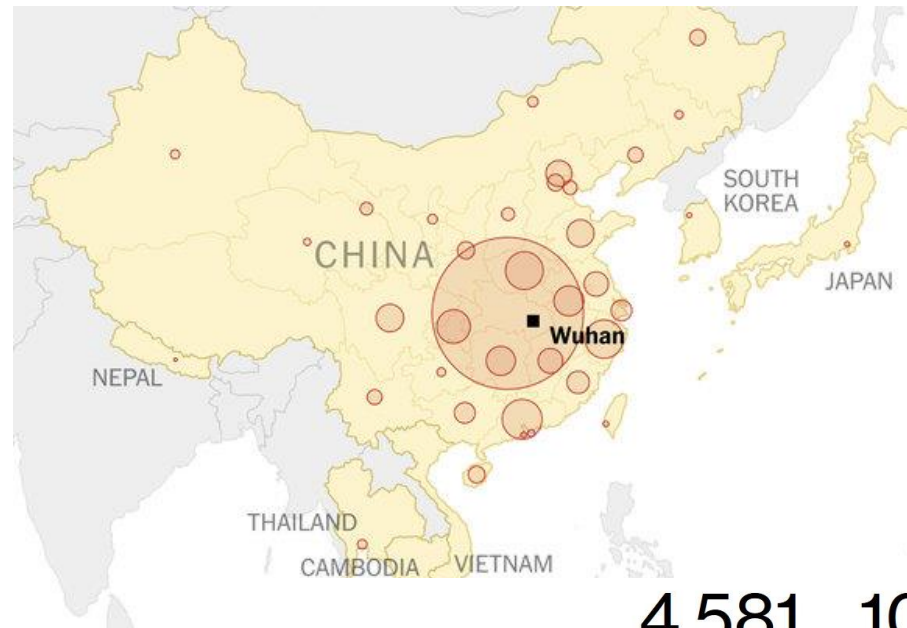 SOUTH
KOREA
CHINA
JAPAN
Wuhan
NEPAL
THAILAND
CAMBODIA
VIETNAM
4,581